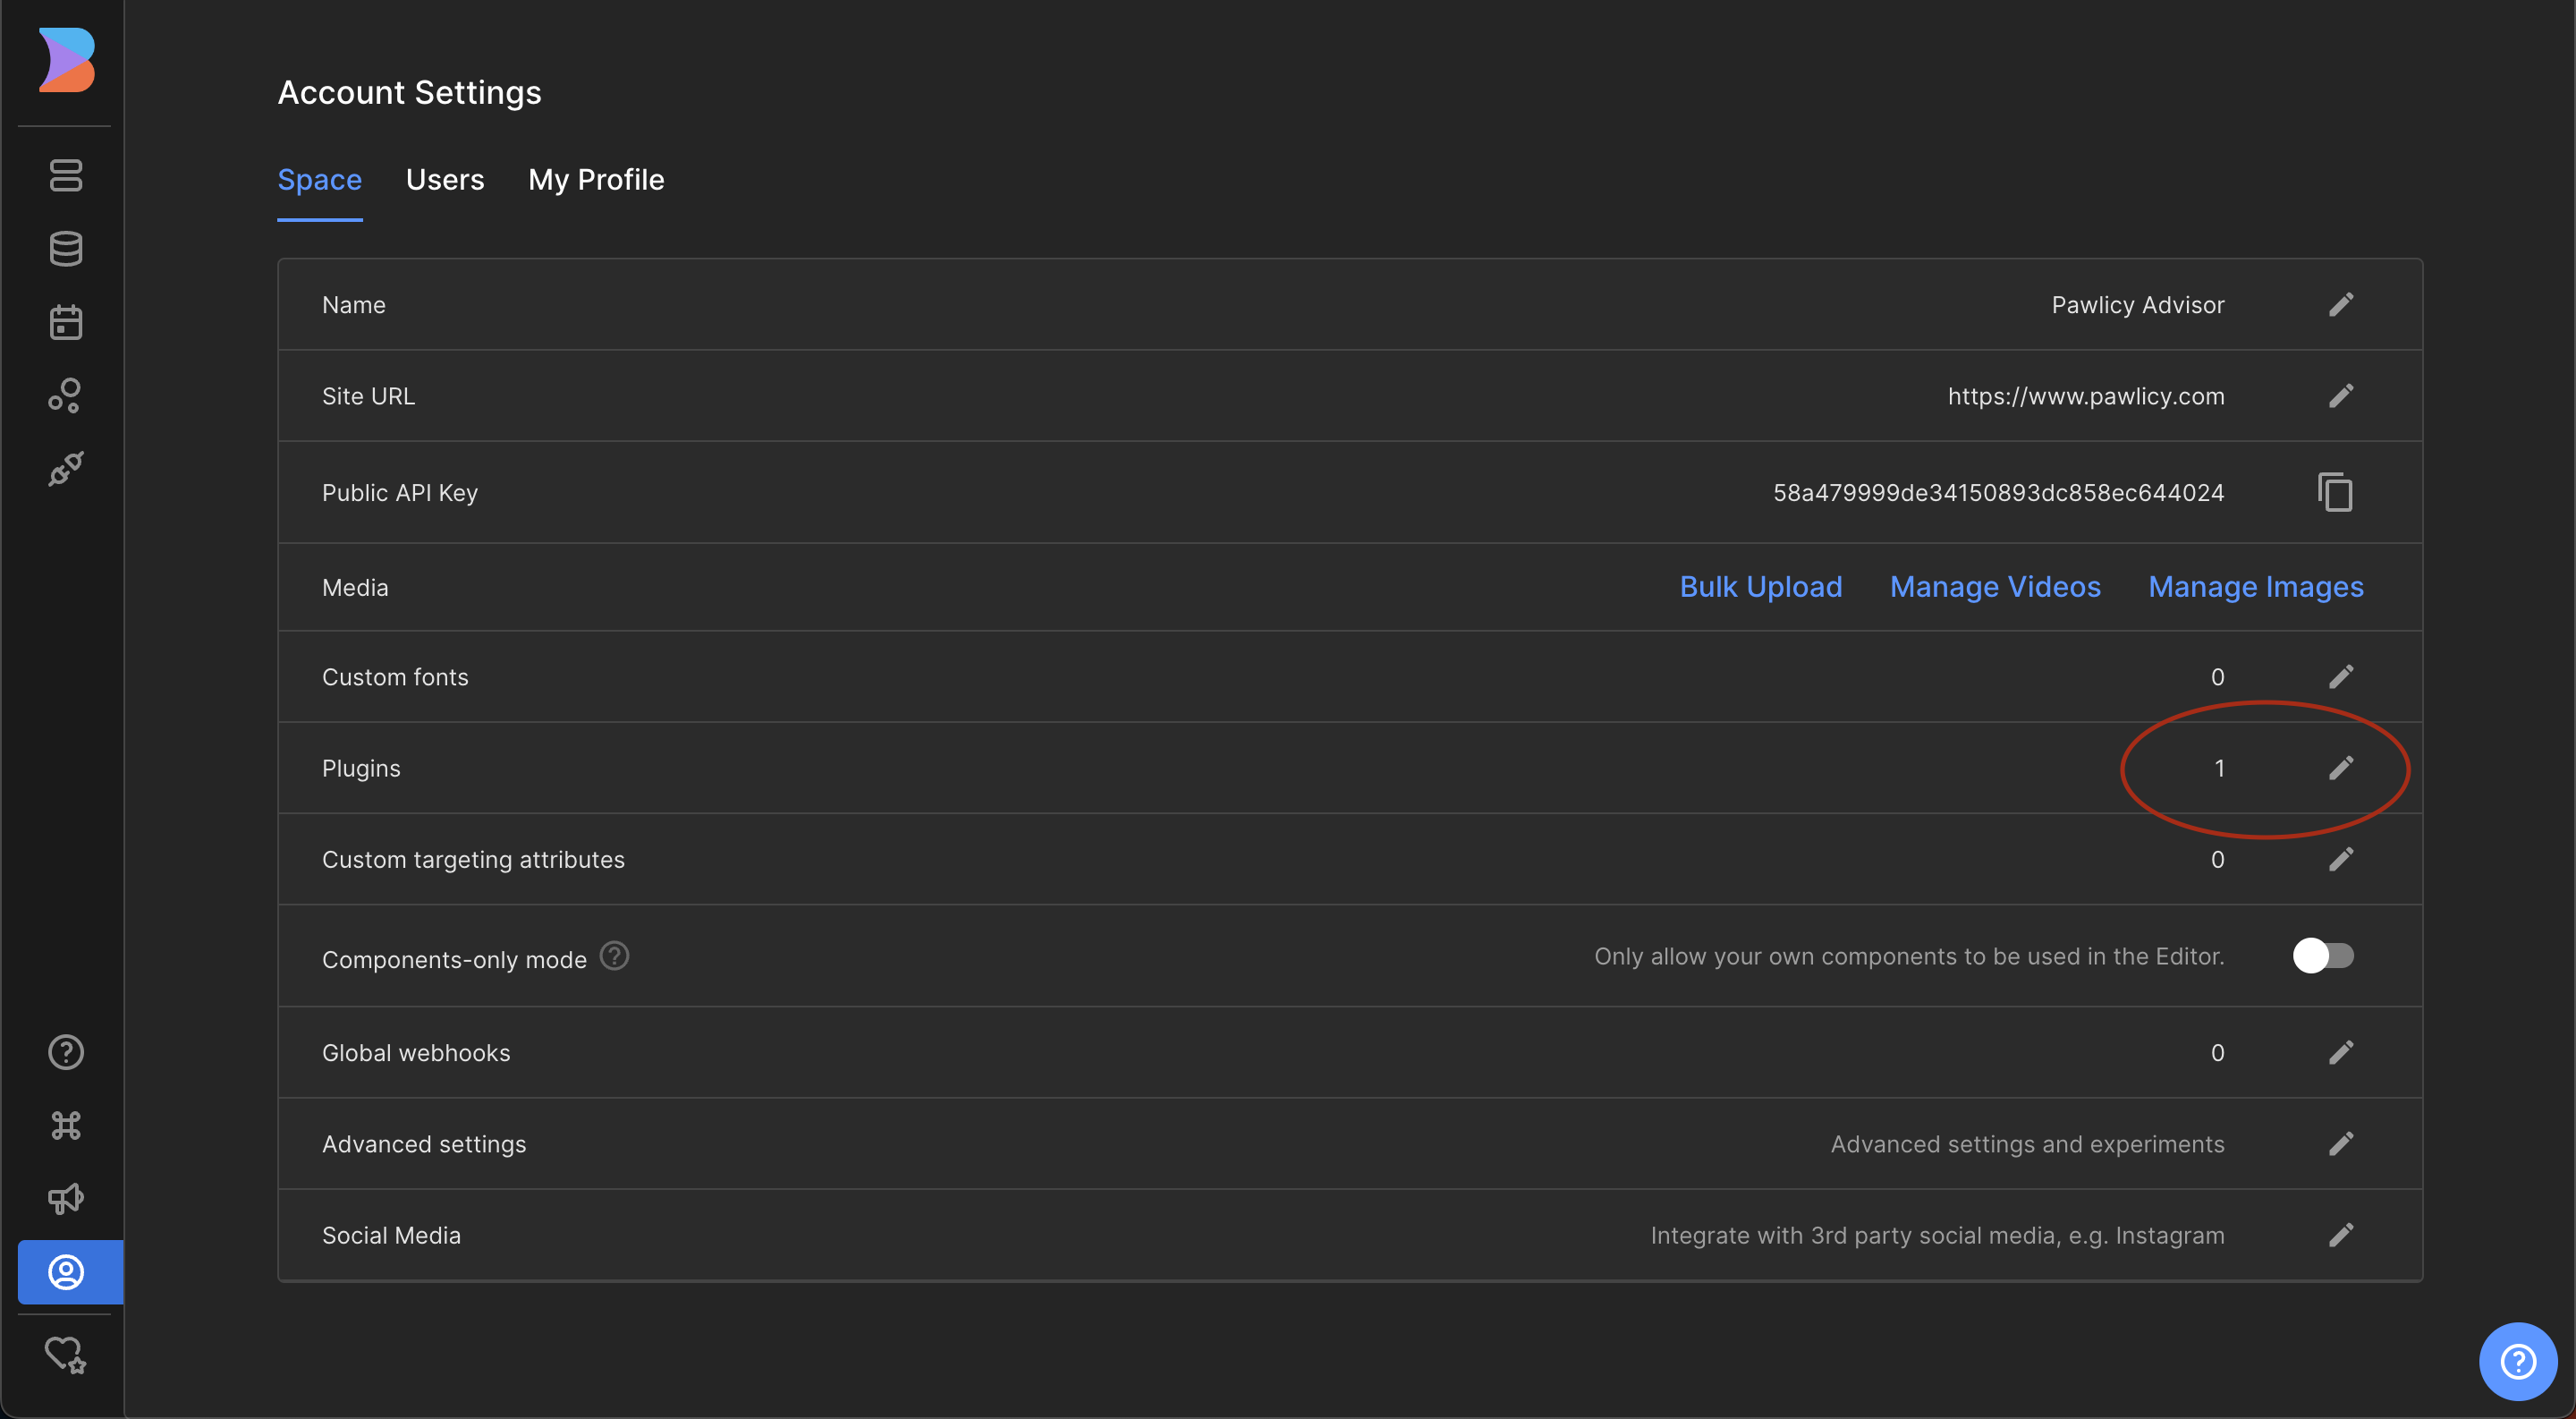 Account Settings
Space Users My Profile
Name Pawlicy Advisor
Site URL https://www.pawlicy.com
Public API Key 58a479999de34150893dc858ec644024
Media Bulk Upload Manage Videos Manage Images
Custom fonts 0
Plugins 1
Custom targeting attributes 0
Components-only mode Only allow your own components to be used in the Editor.
Global webhooks 0
Advanced settings Advanced settings and experiments
Social Media Integrate with 3rd party social media, e.g. Instagram